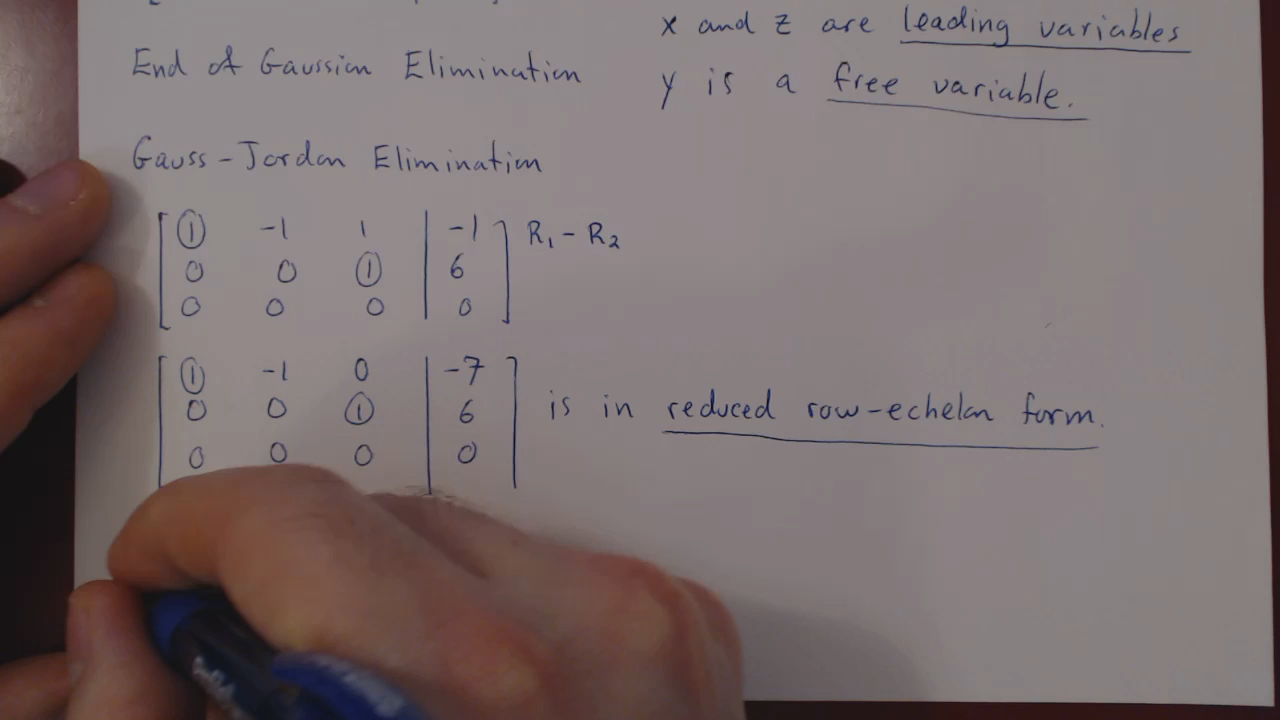 x and z are leading variables
End of Gaussian Elimination
y is a free variable.
Gauss-Jordan Elimination
1 -1 1 | -1 R1 - R2
0 0 1 | 6
0 0 0 | 0
1 -1 0 | -7
0 0 1 | 6 is in reduced row-echelon form.
0 0 0 | 0